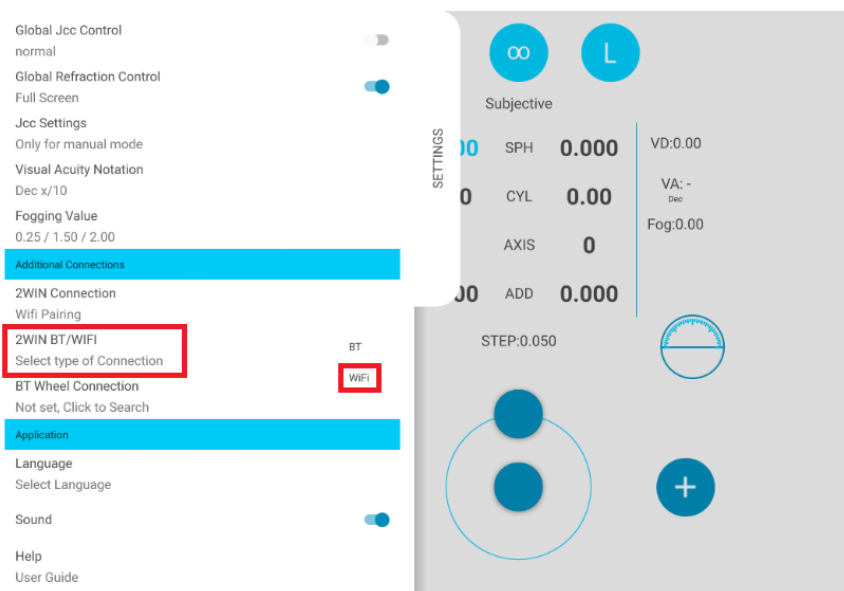 Global Jcc Control
normal
Global Refraction Control
Full Screen
Jcc Settings
Only for manual mode
Visual Acuity Notation
Dec x/10
Fogging Value
0.25 / 1.50 / 2.00
Additional Connections
2WIN Connection
Wifi Pairing
2WIN BT/WIFI
Select type of Connection
BT
WiFi
BT Wheel Connection
Not set, Click to Search
Application
Language
Select Language
Sound
Help
User Guide
SETTINGS
∞ L
Subjective
00 SPH 0.000
0 CYL 0.00
AXIS 0
00 ADD 0.000
VD:0.00
VA: -
Dec
Fog:0.00
STEP:0.050
+